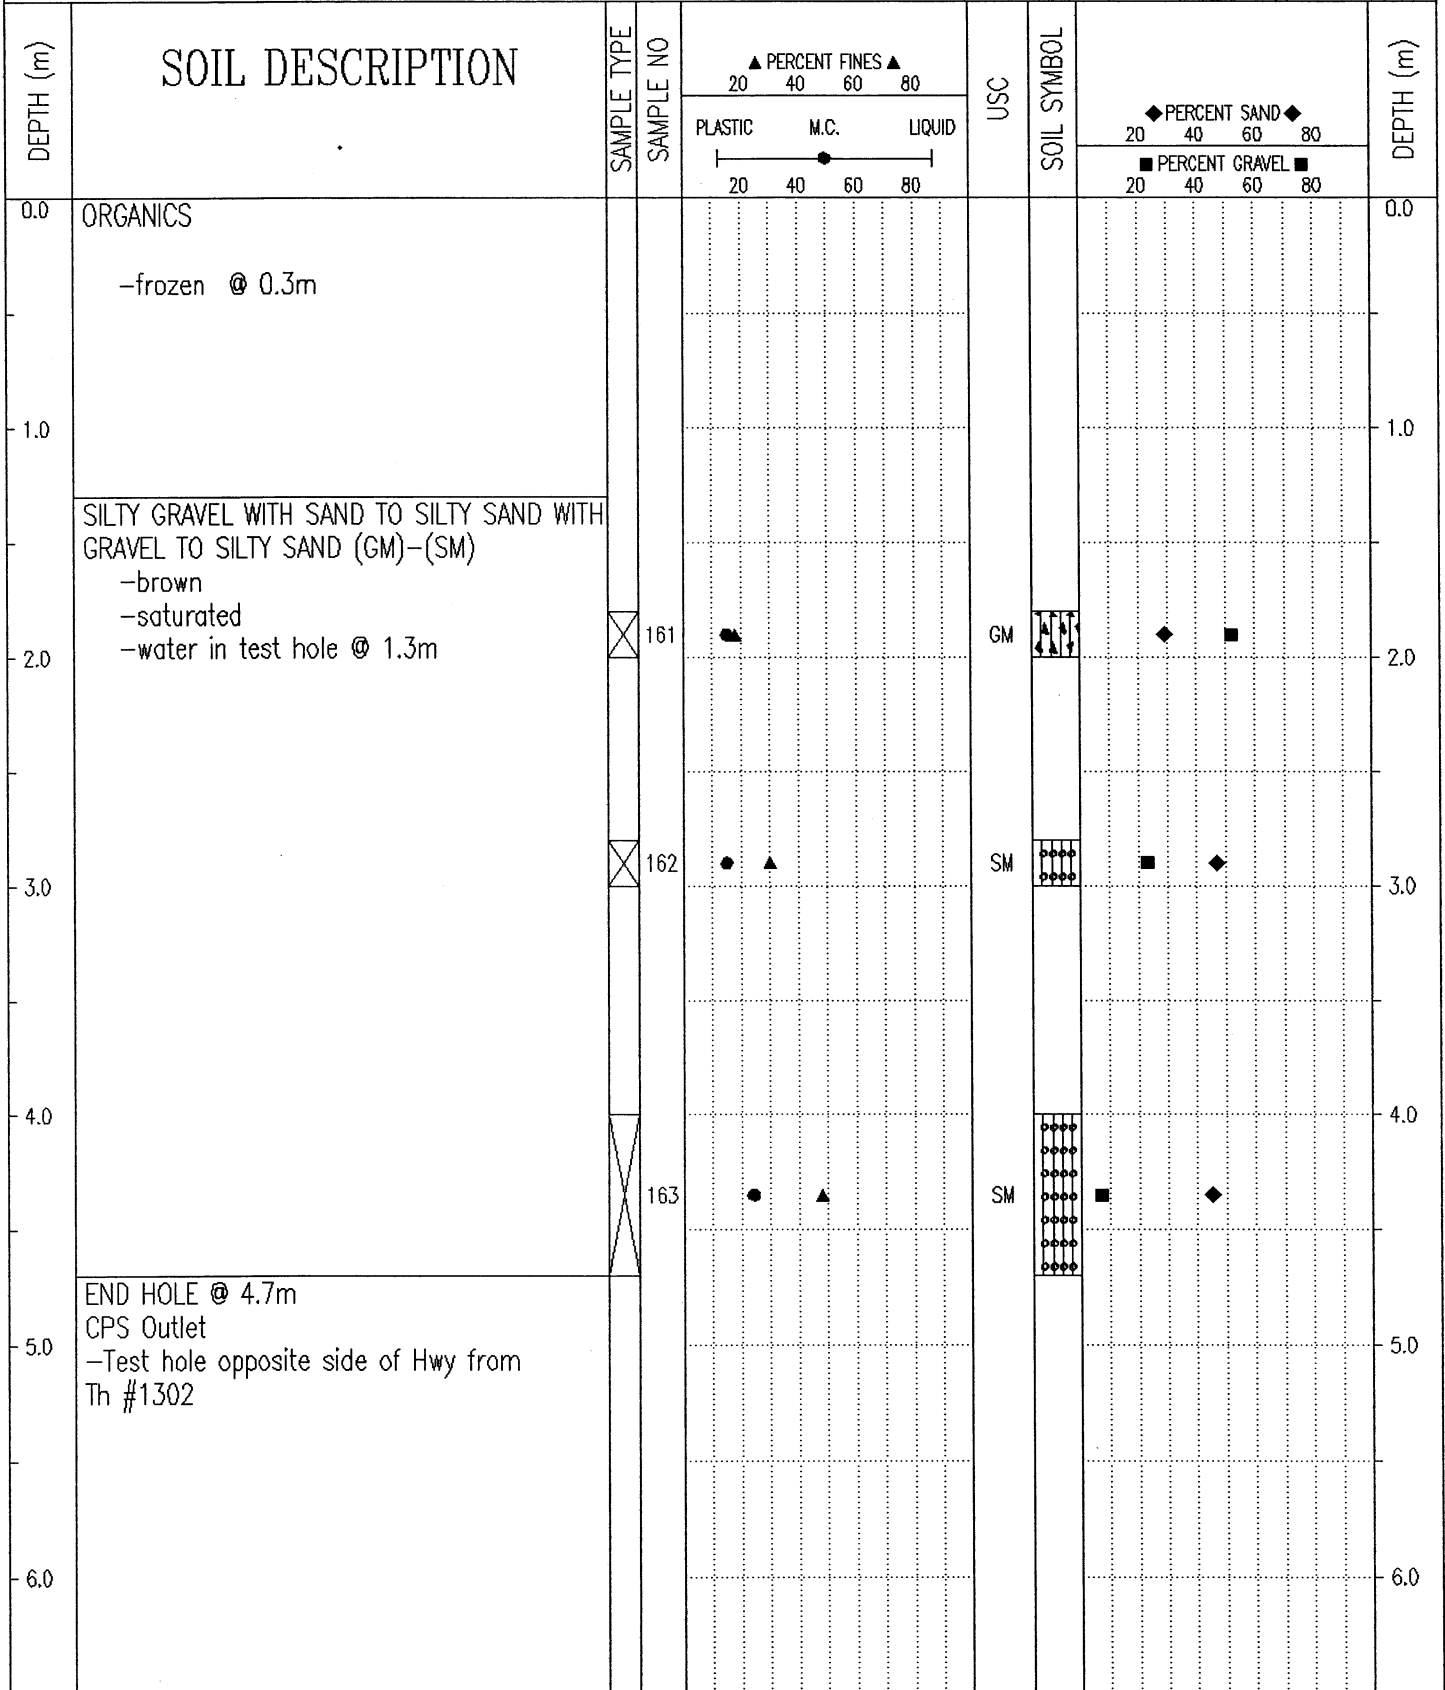 DEPTH (m)
SOIL DESCRIPTION
SAMPLE TYPE
SAMPLE NO
▲ PERCENT FINES ▲
20 40 60 80
PLASTIC M.C. LIQUID
20 40 60 80
USC
SOIL SYMBOL
◆ PERCENT SAND ◆
20 40 60 80
■ PERCENT GRAVEL ■
20 40 60 80
DEPTH (m)
0.0
ORGANICS
0.0
-frozen @ 0.3m
1.0
1.0
SILTY GRAVEL WITH SAND TO SILTY SAND WITH
GRAVEL TO SILTY SAND (GM)-(SM)
-brown
-saturated
161
GM
-water in test hole @ 1.3m
2.0
2.0
162
SM
3.0
3.0
4.0
4.0
163
SM
END HOLE @ 4.7m
CPS Outlet
5.0
5.0
-Test hole opposite side of Hwy from
Th #1302
6.0
6.0